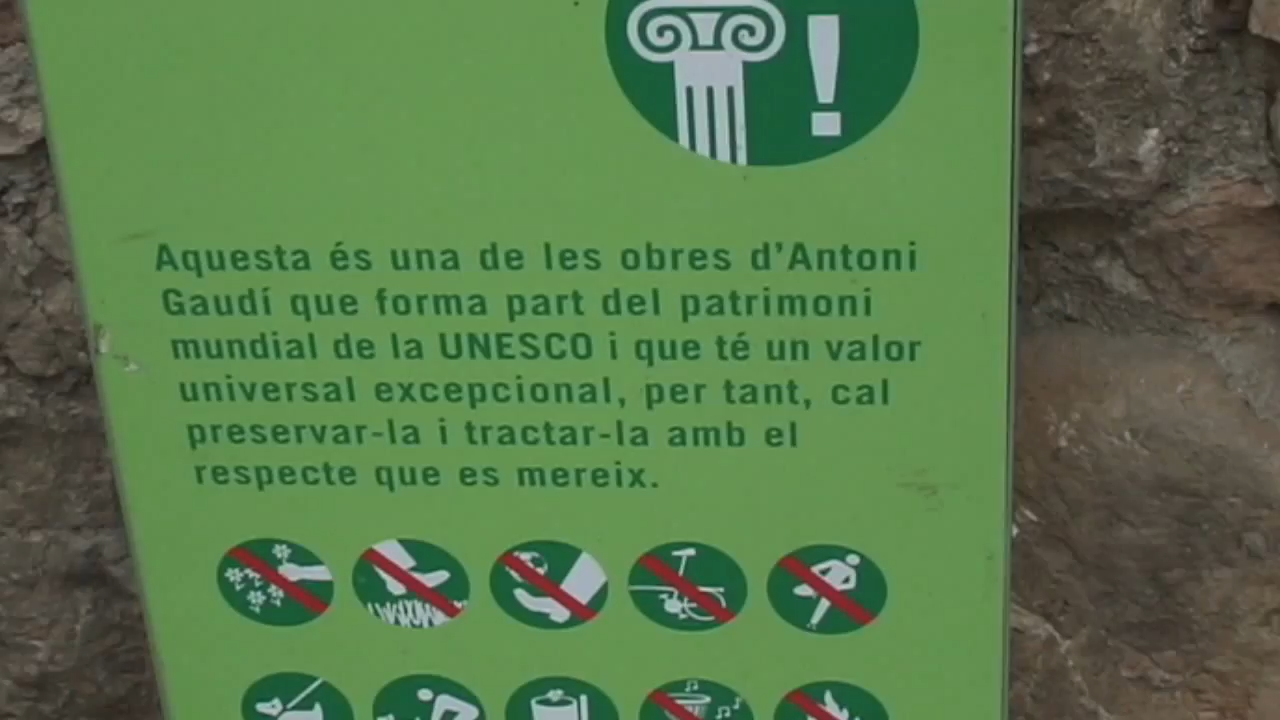 !
Aquesta és una de les obres d'Antoni
Gaudí que forma part del patrimoni
mundial de la UNESCO i que té un valor
universal excepcional, per tant, cal
preservar-la i tractar-la amb el
respecte que es mereix.